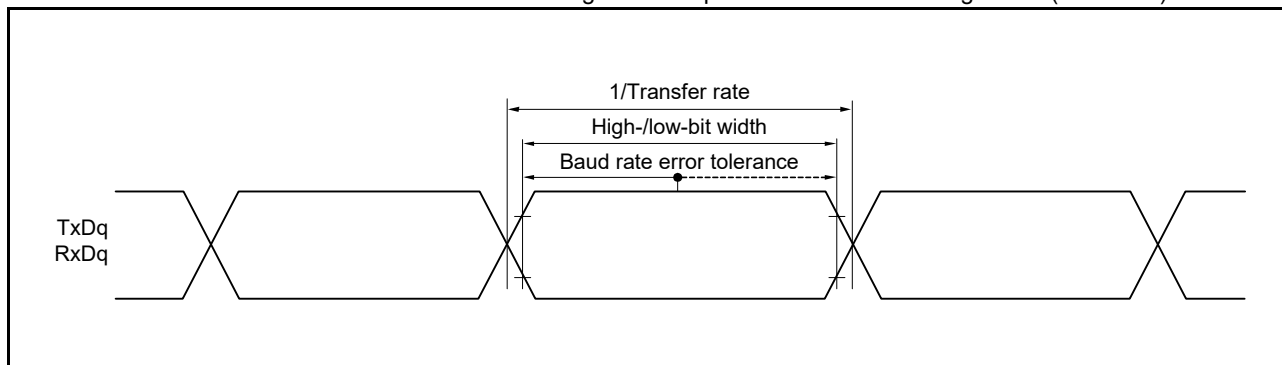 1/Transfer rate
High-/low-bit width
Baud rate error tolerance
TxDq
RxDq